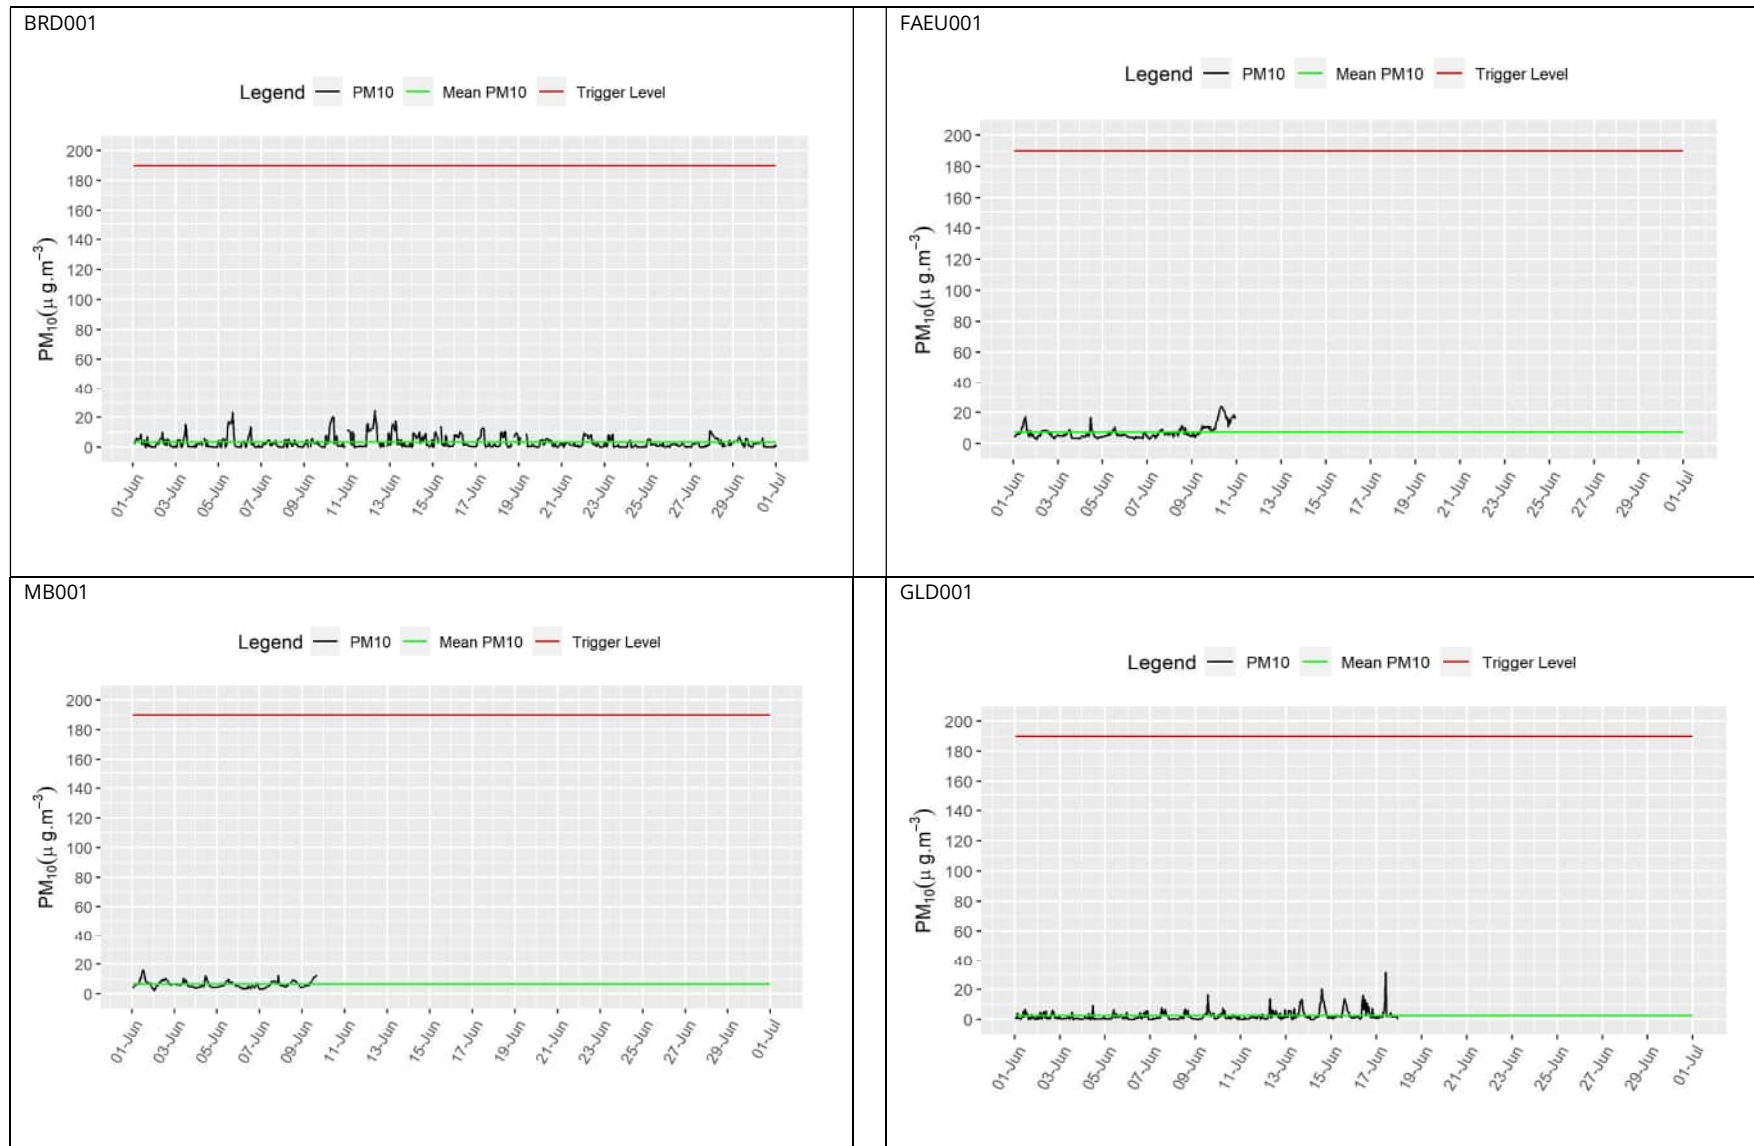 BRD001
Legend PM10 Mean PM10 Trigger Level
PM10(μ g.m−3)
200
180
160
140
120
100
80
60
40
20
0
01-Jun 03-Jun 05-Jun 07-Jun 09-Jun 11-Jun 13-Jun 15-Jun 17-Jun 19-Jun 21-Jun 23-Jun 25-Jun 27-Jun 29-Jun 01-Jul
FAEU001
Legend PM10 Mean PM10 Trigger Level
PM10(μ g.m−3)
200
180
160
140
120
100
80
60
40
20
0
01-Jun 03-Jun 05-Jun 07-Jun 09-Jun 11-Jun 13-Jun 15-Jun 17-Jun 19-Jun 21-Jun 23-Jun 25-Jun 27-Jun 29-Jun 01-Jul
MB001
Legend PM10 Mean PM10 Trigger Level
PM10(μ g.m−3)
200
180
160
140
120
100
80
60
40
20
0
01-Jun 03-Jun 05-Jun 07-Jun 09-Jun 11-Jun 13-Jun 15-Jun 17-Jun 19-Jun 21-Jun 23-Jun 25-Jun 27-Jun 29-Jun 01-Jul
GLD001
Legend PM10 Mean PM10 Trigger Level
PM10(μ g.m−3)
200
180
160
140
120
100
80
60
40
20
0
01-Jun 03-Jun 05-Jun 07-Jun 09-Jun 11-Jun 13-Jun 15-Jun 17-Jun 19-Jun 21-Jun 23-Jun 25-Jun 27-Jun 29-Jun 01-Jul